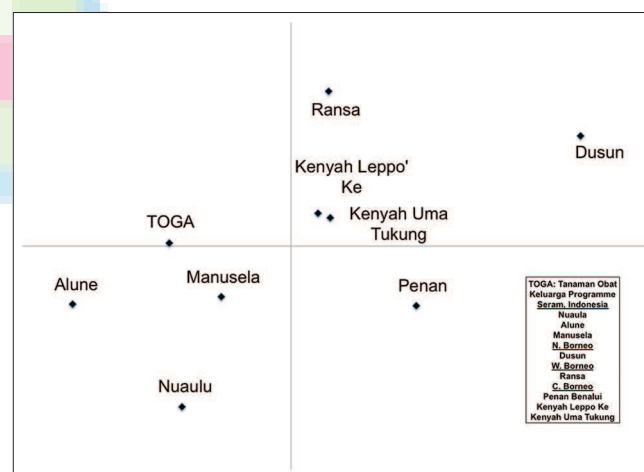 Ransa
Dusun
Kenyah Leppo'
Ke
Kenyah Uma
Tukung
TOGA
Manusela
Alune
Penan
Nuaulu
TOGA: Tanaman Obat
Keluarga Programme
Seram, Indonesia
Nuaula
Alune
Manusela
N. Borneo
Dusun
W. Borneo
Ransa
C. Borneo
Penan Benalui
Kenyah Leppo Ke
Kenyah Uma Tukung